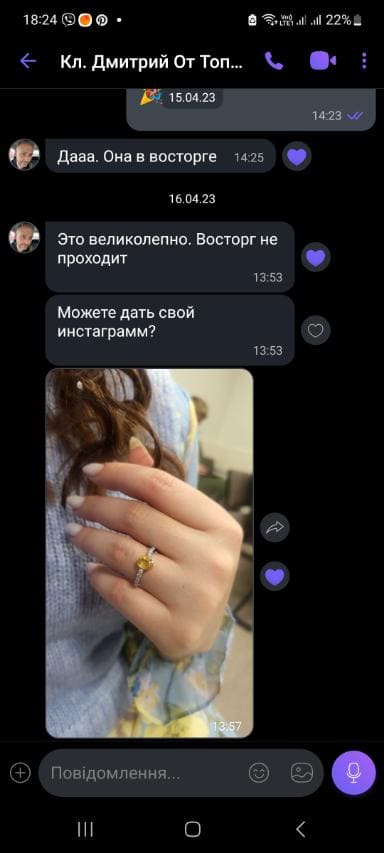 18:24 22%
Кл. Дмитрий От Топ...
15.04.23
14:23
Дааа. Она в восторге 14:25
16.04.23
Это великолепно. Восторг не
проходит
13:53
Можете дать свой
инстаграмм?
13:53
13:57
Повідомлення...